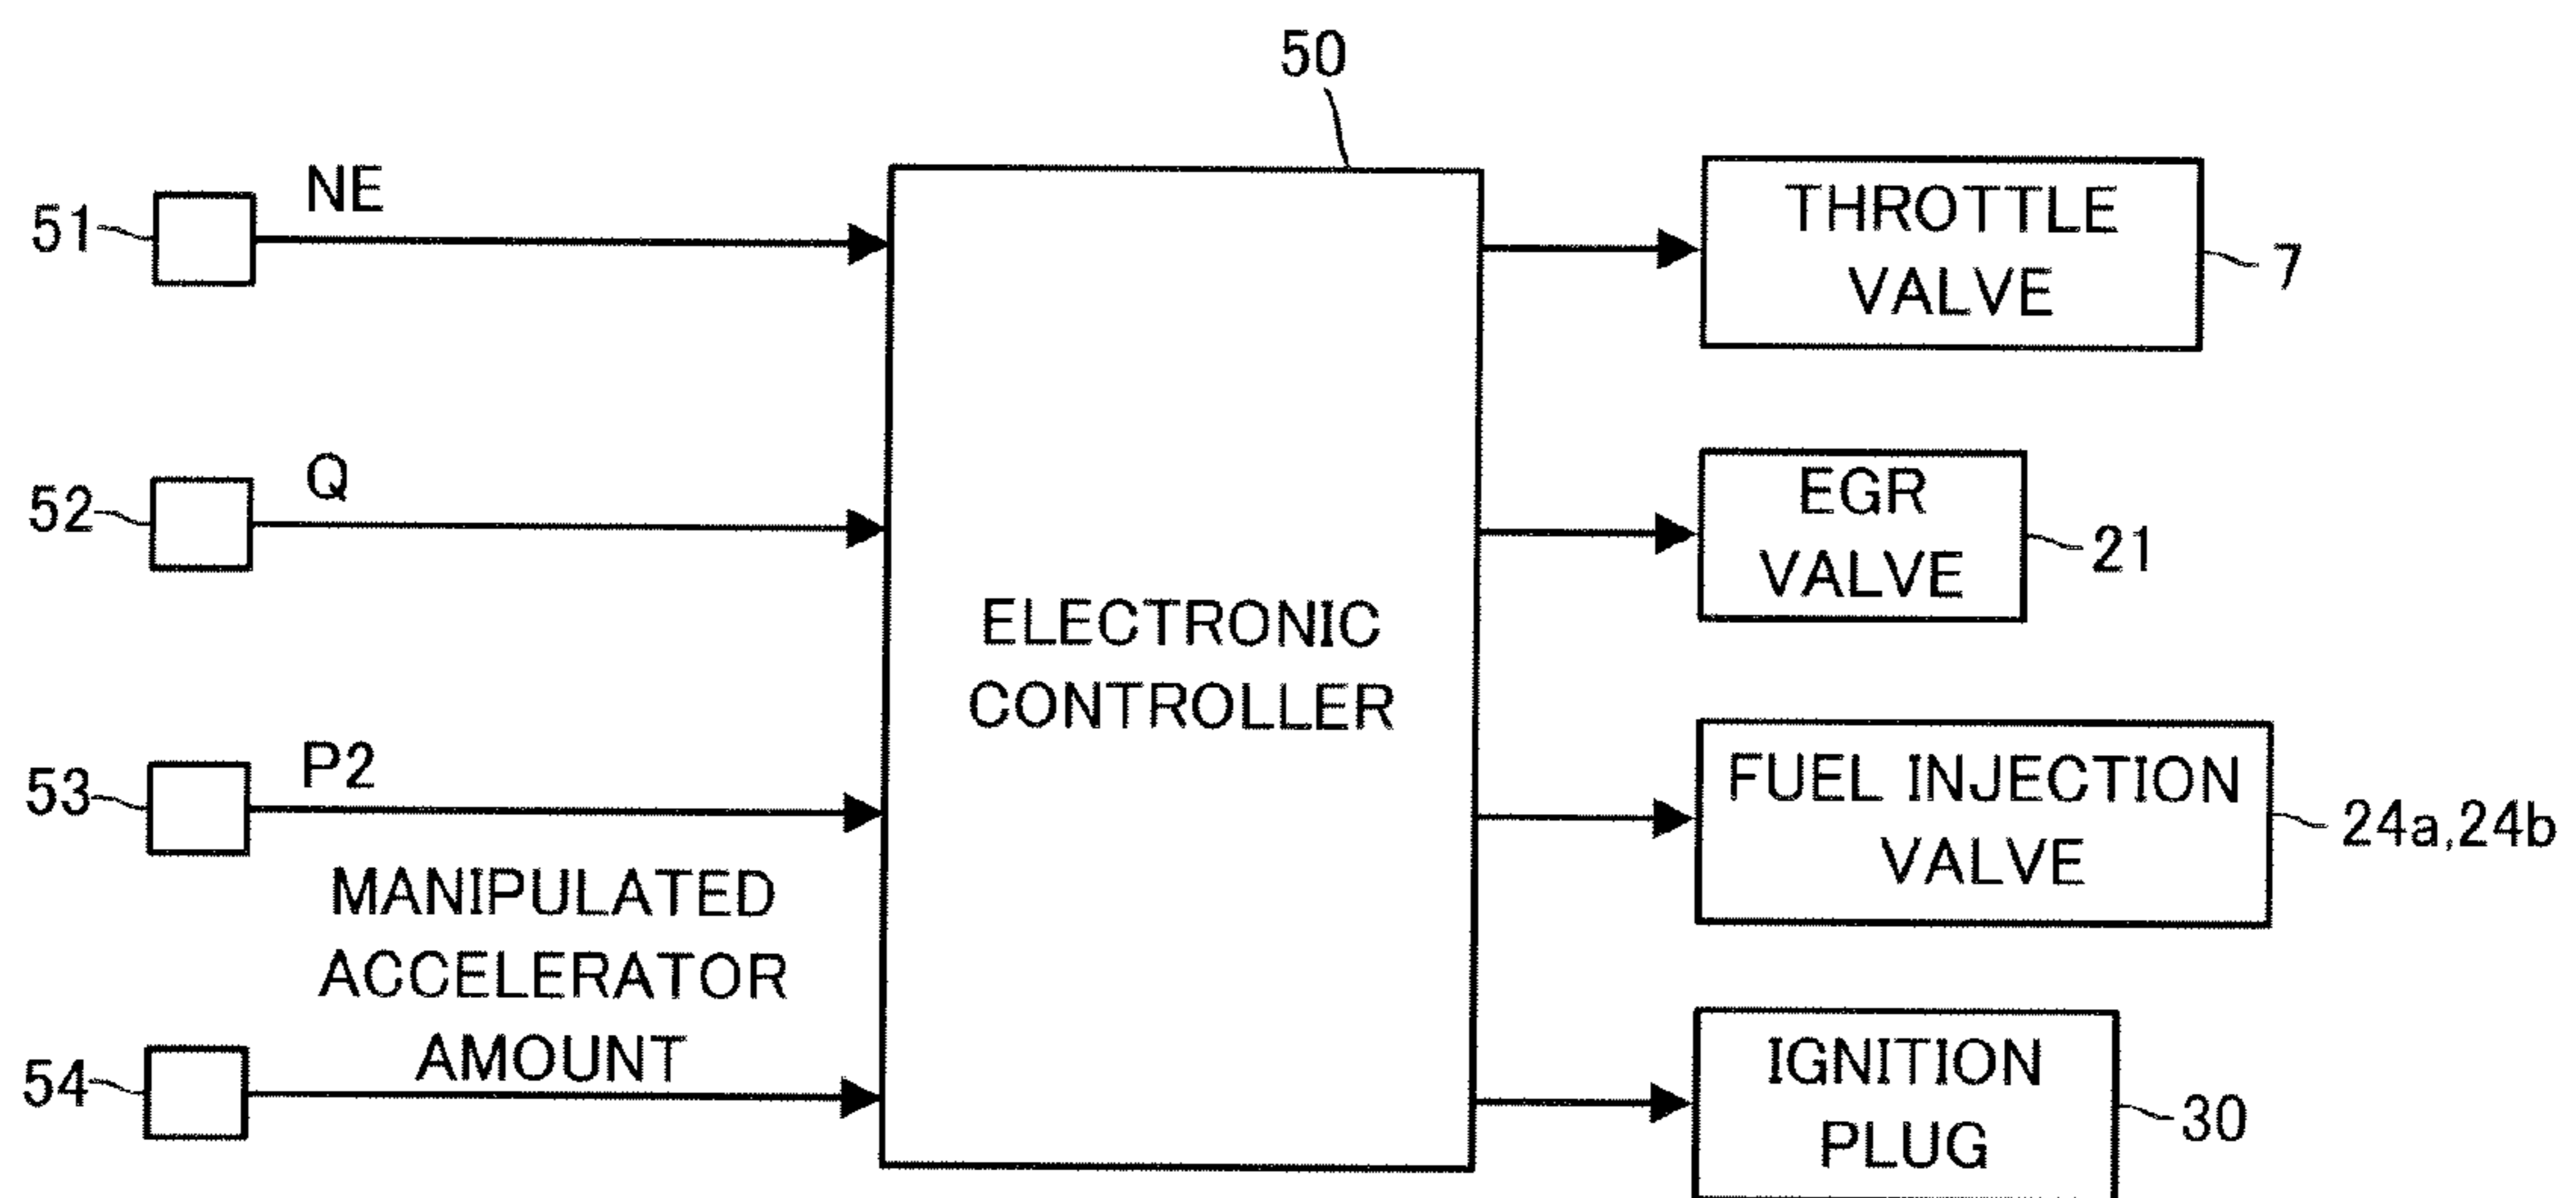 50
51
NE
52
Q
53
P2
54
MANIPULATED
ACCELERATOR
AMOUNT
ELECTRONIC
CONTROLLER
THROTTLE
VALVE
7
EGR
VALVE
21
FUEL INJECTION
VALVE
24a,24b
IGNITION
PLUG
30